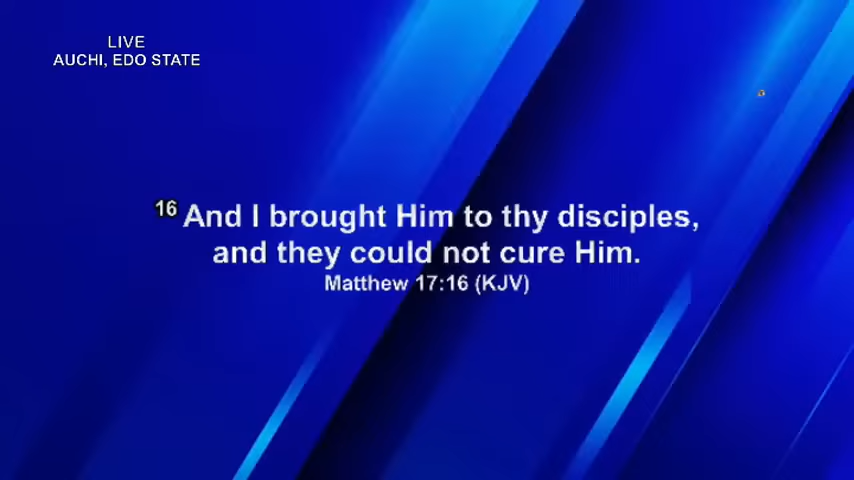 LIVE
AUCHI, EDO STATE
16 And I brought Him to thy disciples,
and they could not cure Him.
Matthew 17:16 (KJV)